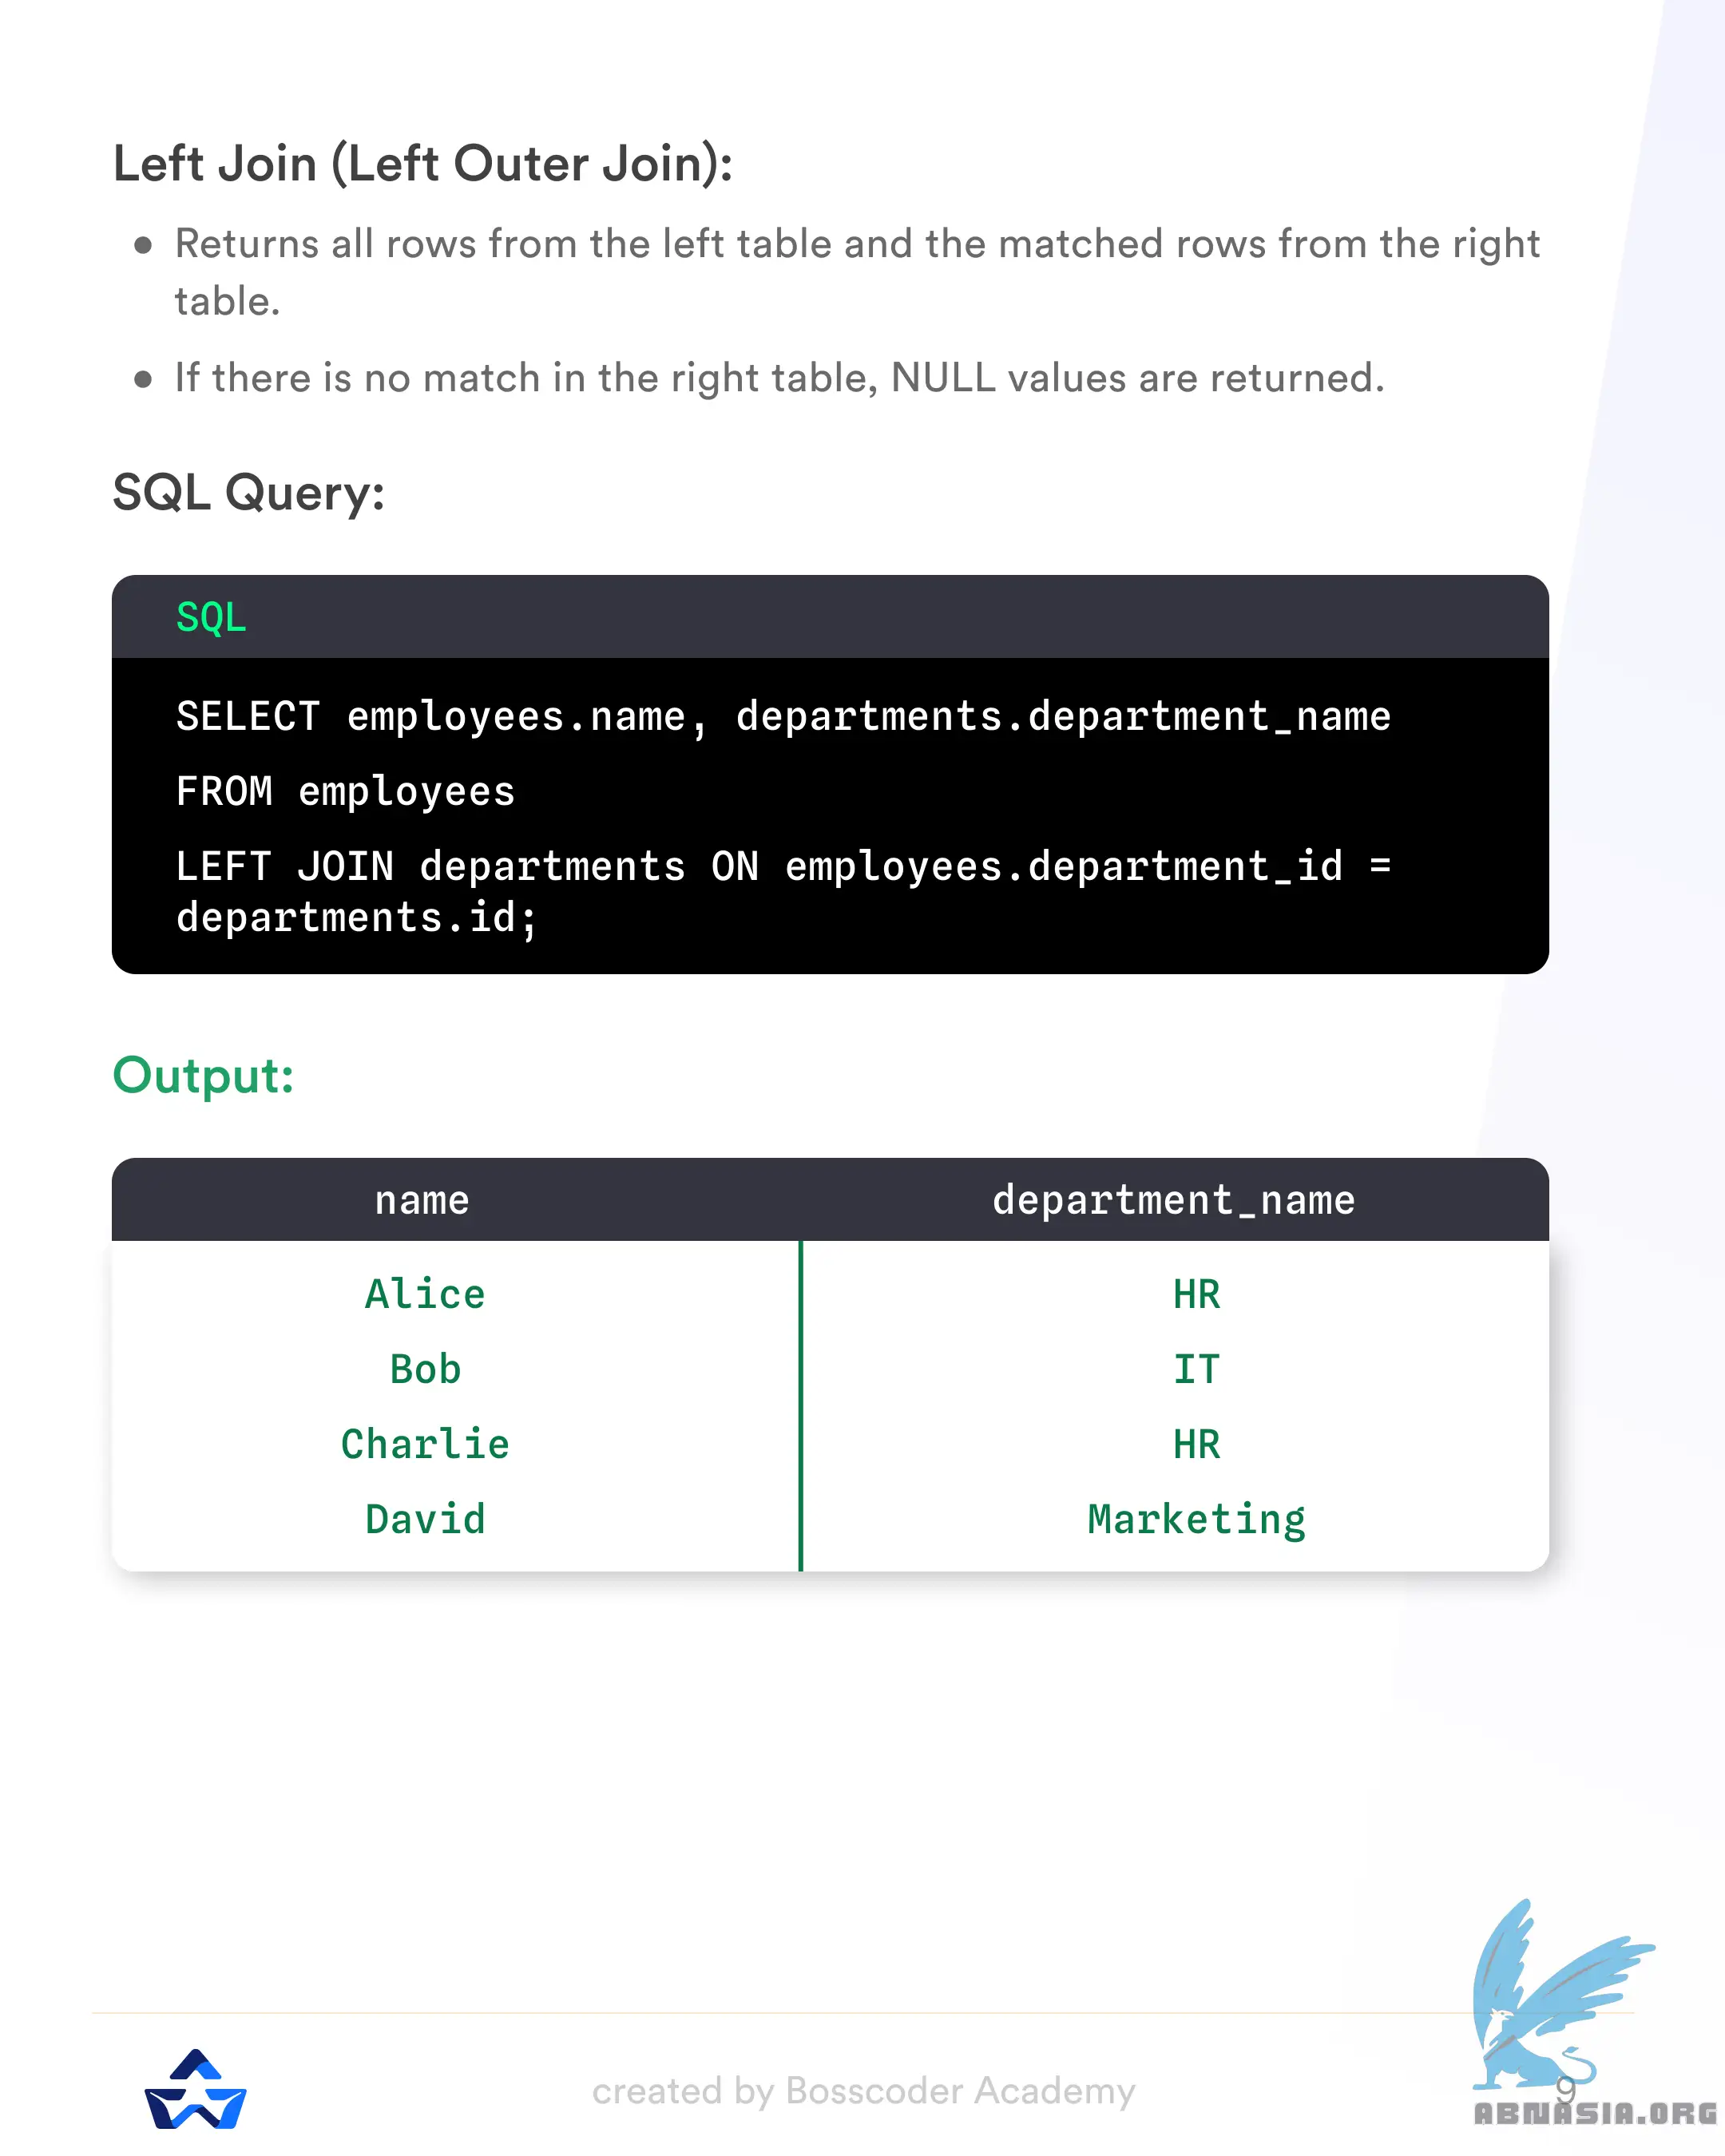 Left Join (Left Outer Join):
● Returns all rows from the left table and the matched rows from the right
table.
● If there is no match in the right table, NULL values are returned.
SQL Query:
SQL
SELECT employees.name, departments.department_name
FROM employees
LEFT JOIN departments ON employees.department_id =
departments.id;
Output:
name department_name
Alice HR
Bob IT
Charlie HR
David Marketing
created by Bosscoder Academy
9
ABNASIA.ORG